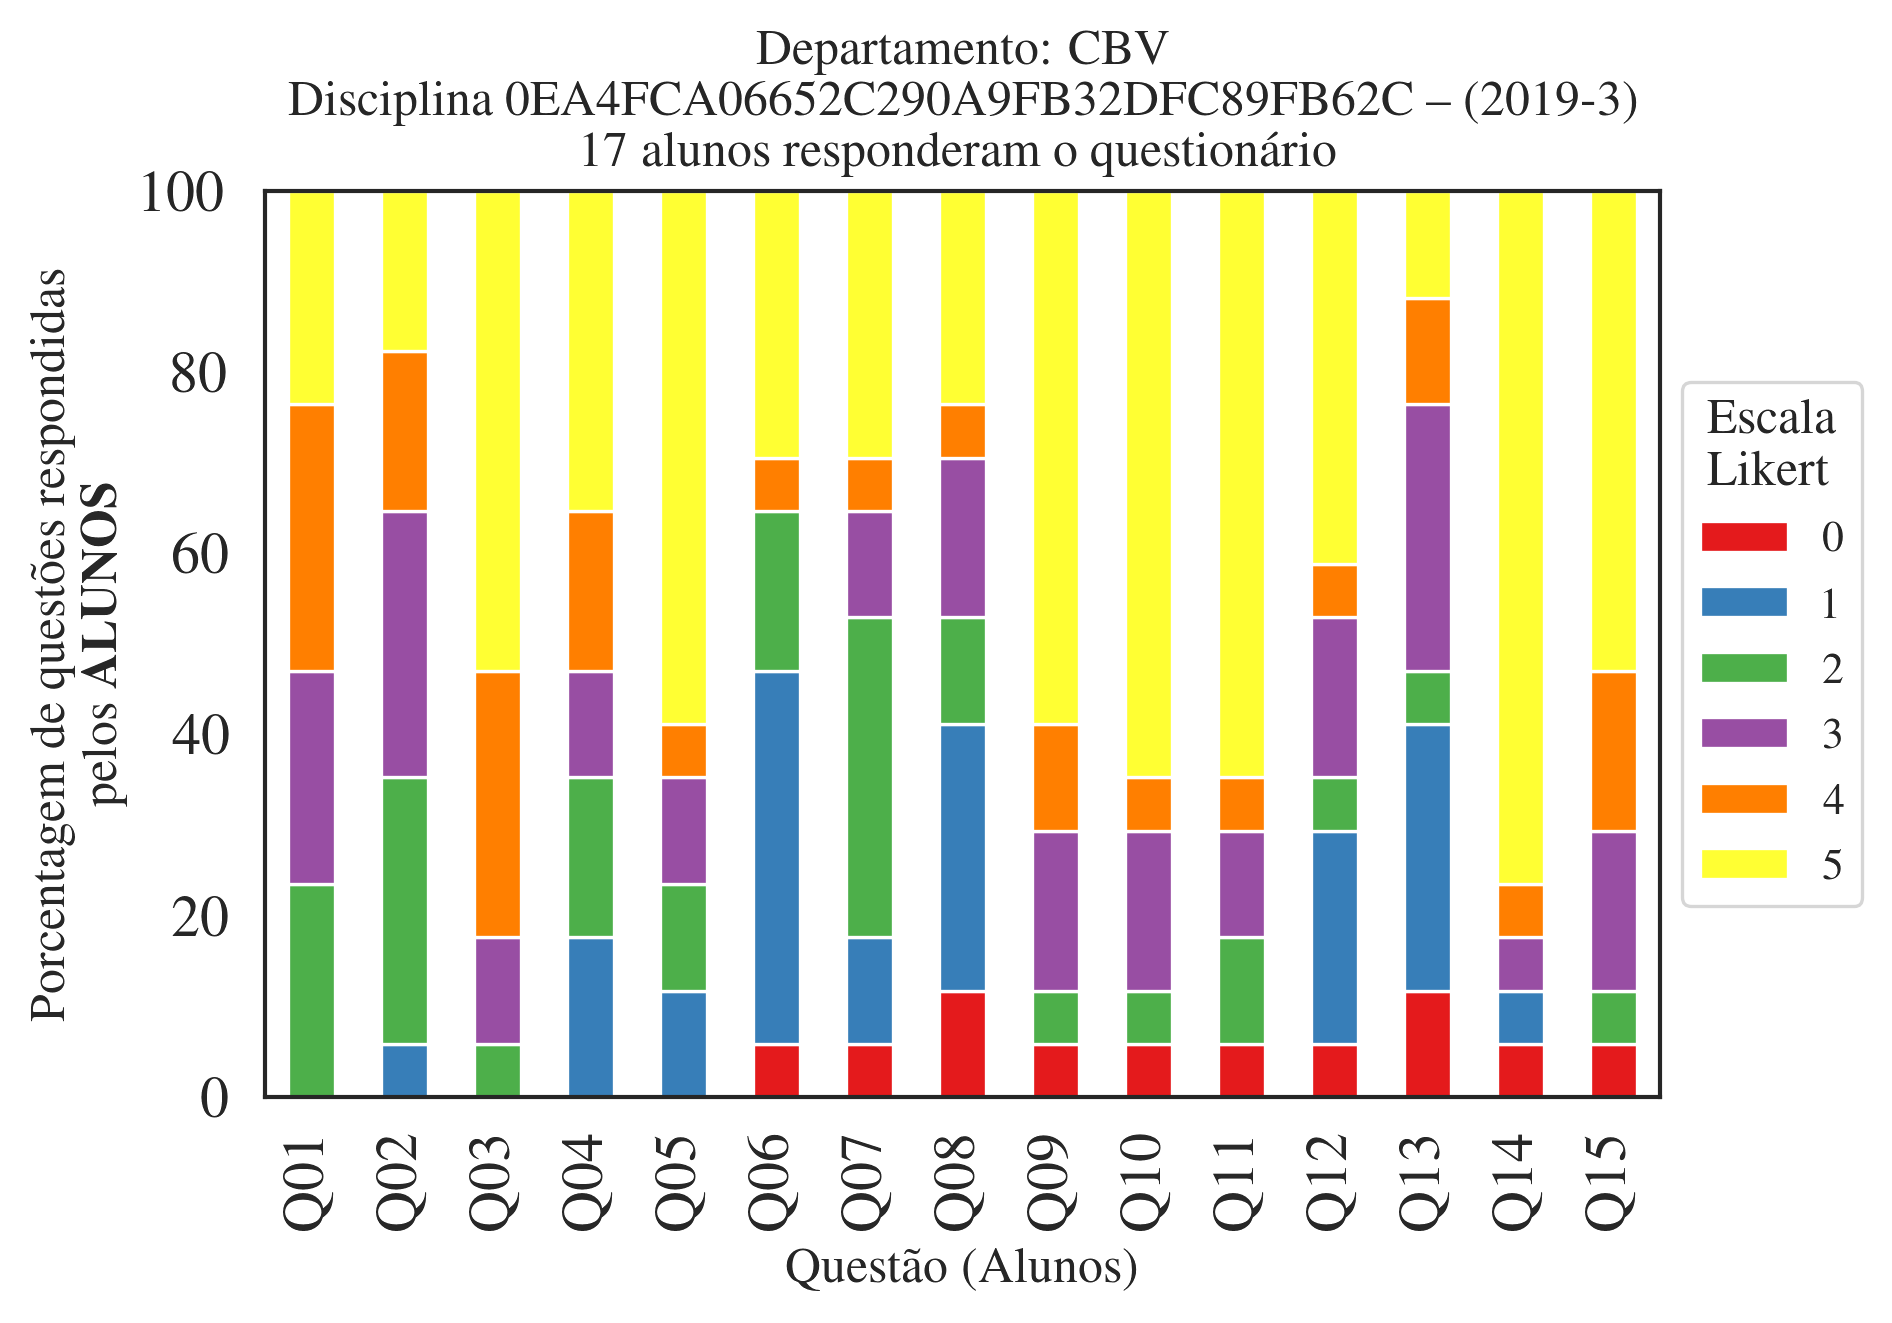 Departamento: CBV
Disciplina 0EA4FCA06652C290A9FB32DFC89FB62C – (2019-3)
17 alunos responderam o questionário
Porcentagem de questões respondidas
pelos ALUNOS
100
80
60
40
20
0
Q01
Q02
Q03
Q04
Q05
Q06
Q07
Q08
Q09
Q10
Q11
Q12
Q13
Q14
Q15
Questão (Alunos)
Escala
Likert
0
1
2
3
4
5